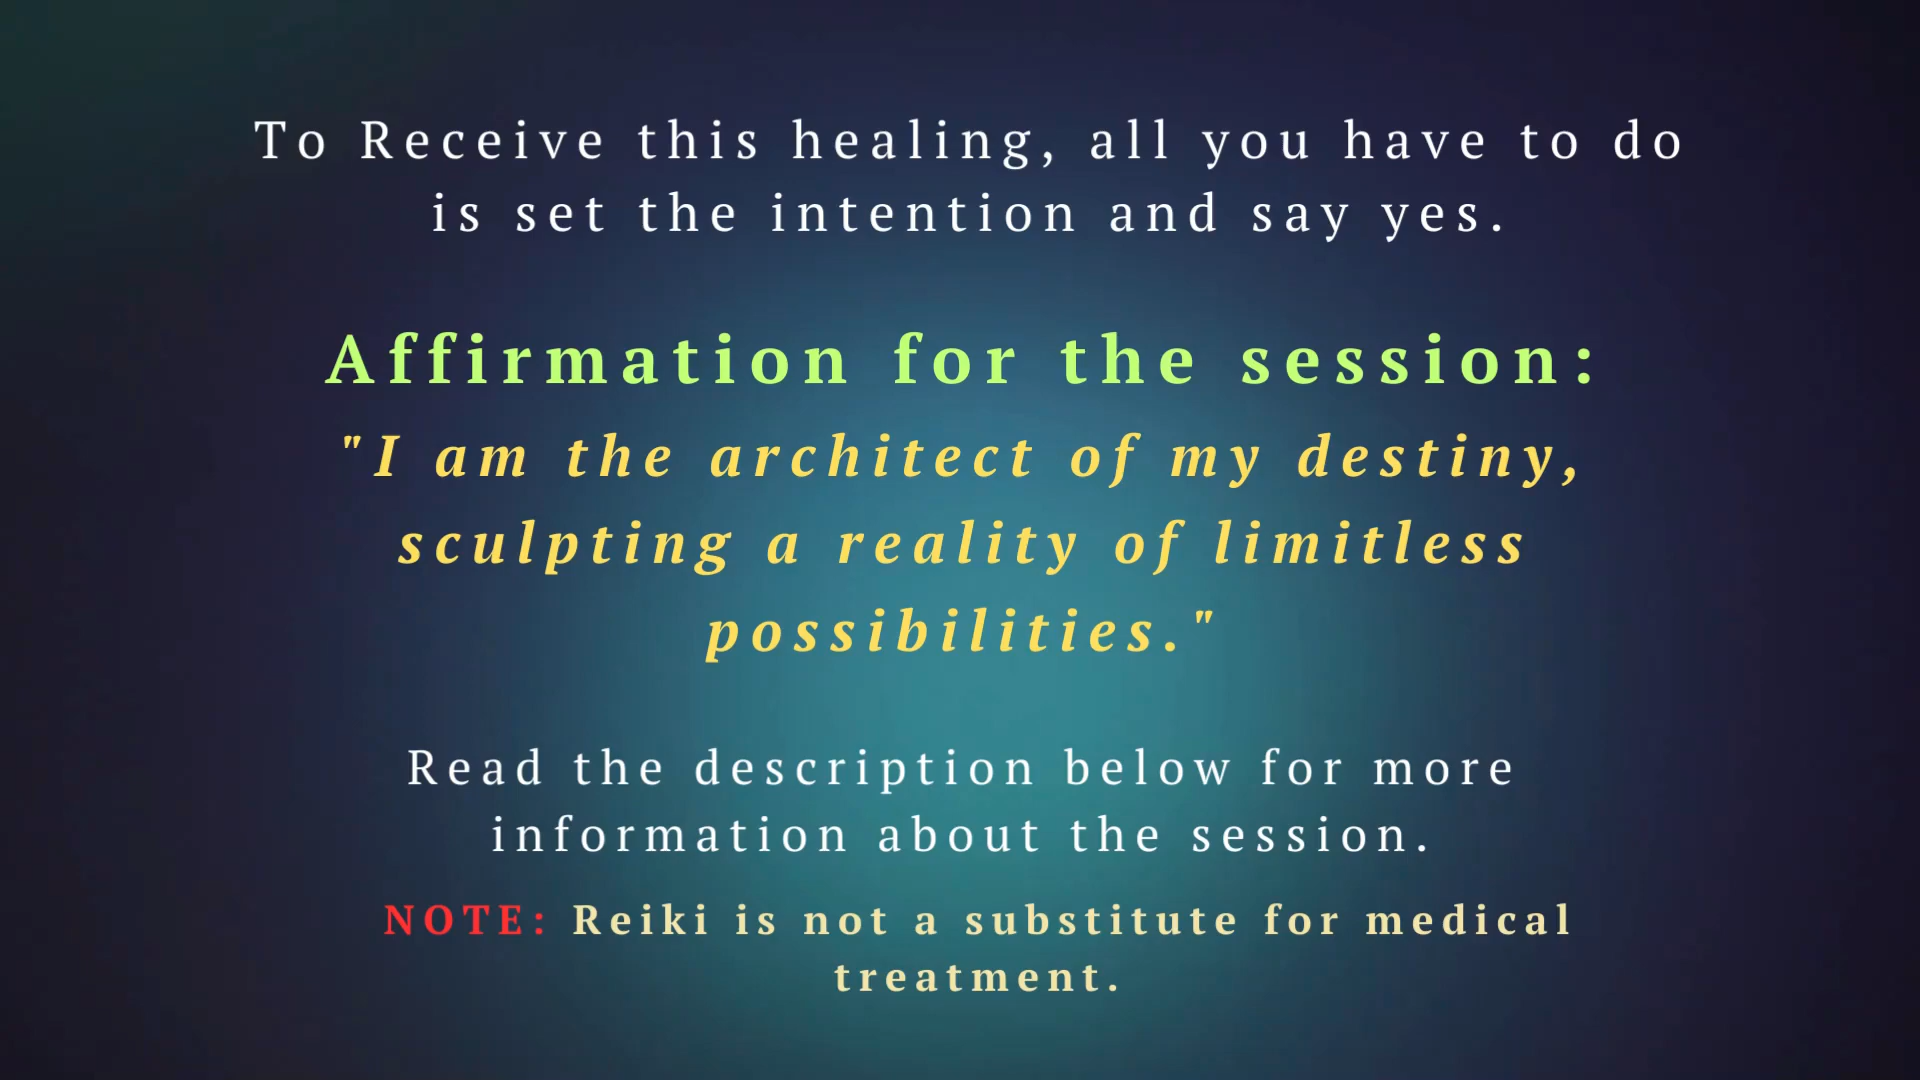 To Receive this healing, all you have to do
is set the intention and say yes.
Affirmation for the session:
"I am the architect of my destiny,
sculpting a reality of limitless
possibilities."
Read the description below for more
information about the session.
NOTE: Reiki is not a substitute for medical
treatment.